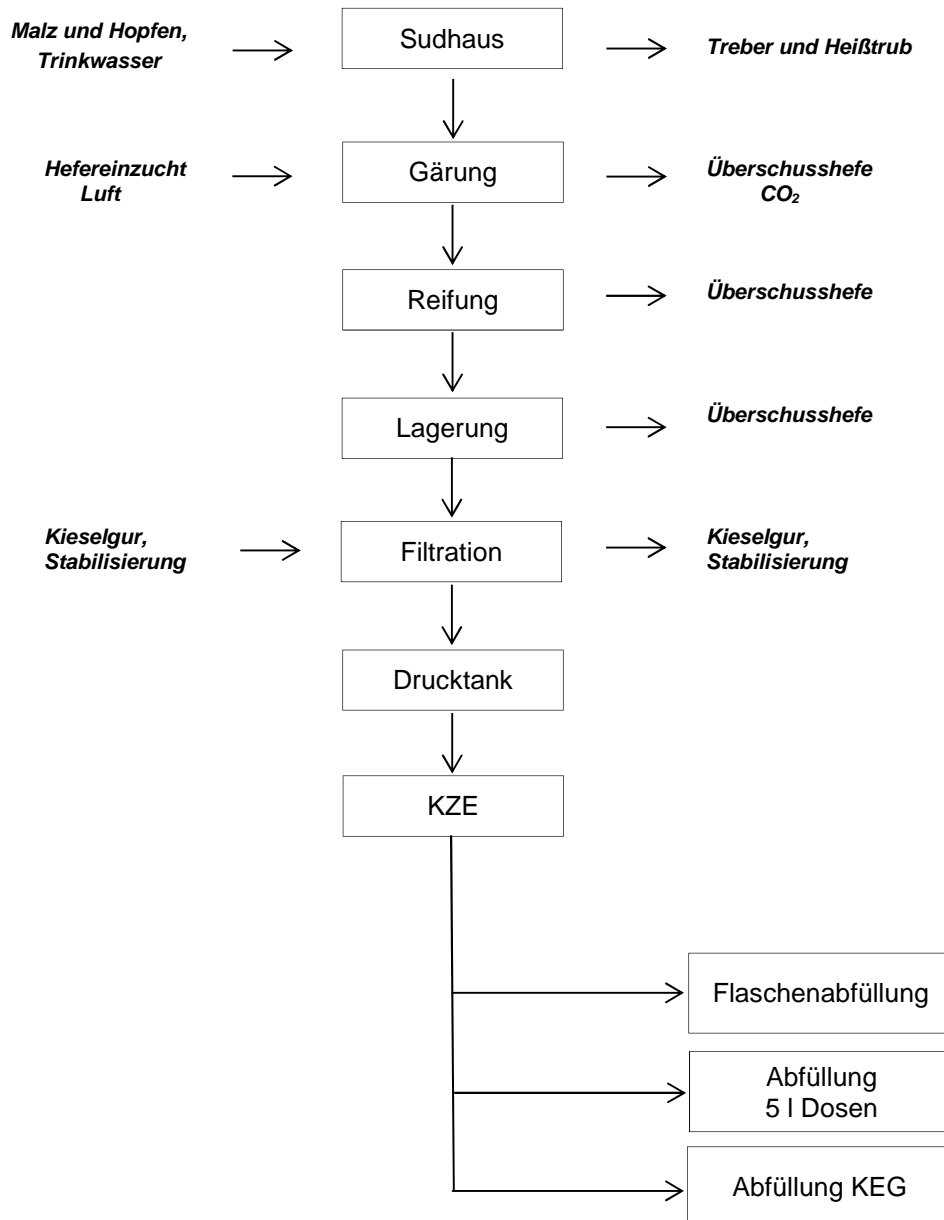 Malz und Hopfen,
Trinkwasser
Sudhaus
Treber und Heißtrub
Hefereinzucht
Luft
Gärung
Überschusshefe
CO₂
Reifung
Überschusshefe
Lagerung
Überschusshefe
Kieselgur,
Stabilisierung
Filtration
Kieselgur,
Stabilisierung
Drucktank
KZE
Flaschenabfüllung
Abfüllung
5 l Dosen
Abfüllung KEG